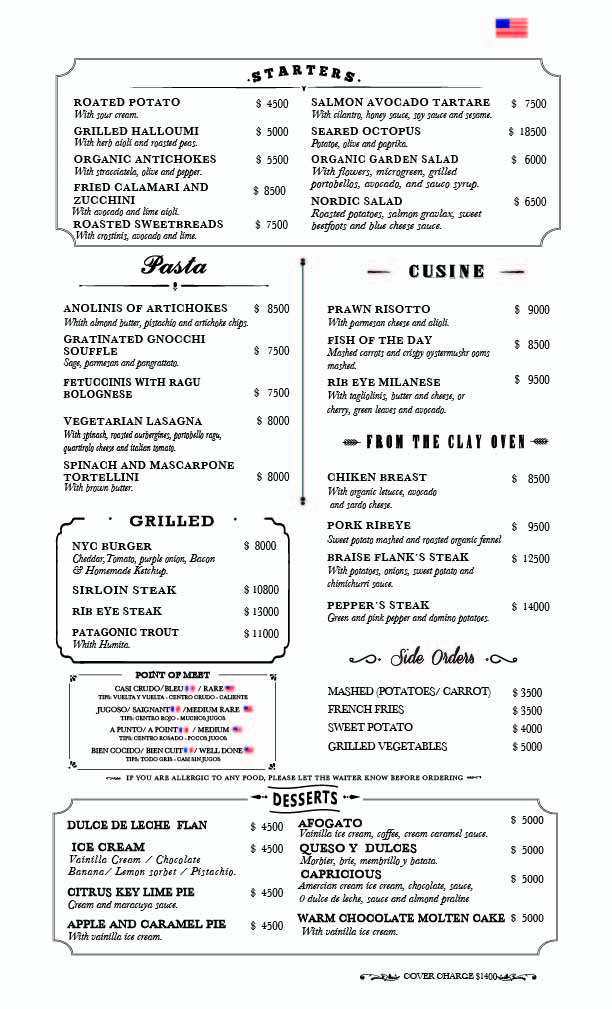 STARTERS
ROATED POTATO $ 4500
With sour cream.
GRILLED HALLOUMI $ 5000
With herb aioli and roasted peas.
ORGANIC ANTICHOKES $ 5500
With stracciatela, olive and pepper.
FRIED CALAMARI AND $ 8500
ZUCCHINI
With avocado and lime aioli.
ROASTED SWEETBREADS $ 7500
With crostinis, avocado and lime.
SALMON AVOCADO TARTARE $ 7500
With cilantro, honey sauce, soy sauce and sesame.
SEARED OCTOPUS $ 18500
Potatoe, olive and paprika.
ORGANIC GARDEN SALAD $ 6000
With flowers, microgreen, grilled
portobellos, avocado, and sauco syrup.
NORDIC SALAD $ 6500
Roasted potatoes, salmon gravlax, sweet
beetfoots and blue cheese sauce.
Pasta
ANOLINIS OF ARTICHOKES $ 8500
Whith almond butter, pistachio and artichoke chips.
GRATINATED GNOCCHI
SOUFFLE $ 7500
Sage, parmesan and pangrattato.
FETUCCINIS WITH RAGU
BOLOGNESE $ 7500
VEGETARIAN LASAGNA $ 8000
With spinach, roasted auebergines, portobello ragu,
quartirolo cheese and italian tomato.
SPINACH AND MASCARPONE
TORTELLINI $ 8000
With brown butter.
CUSINE
PRAWN RISOTTO $ 9000
With parmesan cheese and alioli.
FISH OF THE DAY $ 8500
Mashed carrots and crispy oystermushr ooms
mashed.
RIB EYE MILANESE $ 9500
With tagliolinis, butter and cheese, or
cherry, green leaves and avocado.
FROM THE CLAY OVEN
CHIKEN BREAST $ 8500
With organic letucce, avocado
and sardo cheese.
PORK RIBEYE $ 9500
Sweet potato mashed and roasted organic fennel
BRAISE FLANK´S STEAK $ 12500
With potatoes, onions, sweet potato and
chimichurri sauce.
PEPPER´S STEAK $ 14000
Green and pink pepper and domino potatoes.
GRILLED
NYC BURGER $ 8000
Cheddar, Tomato, purple onion, Bacon
& Homemade Ketchup.
SIRLOIN STEAK $ 10800
RIB EYE STEAK $ 13000
PATAGONIC TROUT $ 11000
Whith Humita.
Side Orders
MASHED (POTATOES/ CARROT) $ 3500
FRENCH FRIES $ 3500
SWEET POTATO $ 4000
GRILLED VEGETABLES $ 5000
POINT OF MEET
CASI CRUDO/BLEU / RARE
TIPS: VUELTA Y VUELTA - CENTRO CRUDO - CALIENTE
JUGOSO/ SAIGNANT /MEDIUM RARE
TIPS: CENTRO ROJO - MUCHOS JUGOS
A PUNTO/ A POINT / MEDIUM
TIPS: CENTRO ROSADO - POCOS JUGOS
BIEN COCIDO/ BIEN CUIT / WELL DONE
TIPS: TODO GRIS - CASI SIN JUGOS
IF YOU ARE ALLERGIC TO ANY FOOD, PLEASE LET THE WAITER KNOW BEFORE ORDERING
DESSERTS
DULCE DE LECHE FLAN $ 4500
ICE CREAM $ 4500
Vainilla Cream / Chocolate
Banana/ Lemon sorbet / Pistachio.
CITRUS KEY LIME PIE $ 4500
Cream and maracuya sauce.
APPLE AND CARAMEL PIE $ 4500
With vainilla ice cream.
AFOGATO $ 5000
Vainilla ice cream, coffee, cream caramel sauce.
QUESO Y DULCES $ 5000
Morbier, brie, membrillo y batata.
CAPRICIOUS $ 5000
Amercian cream ice cream, chocolate, sauce,
O dulce de leche, sauce and almond praline
WARM CHOCOLATE MOLTEN CAKE $ 5000
With vainilla ice cream.
COVER CHARGE $1400